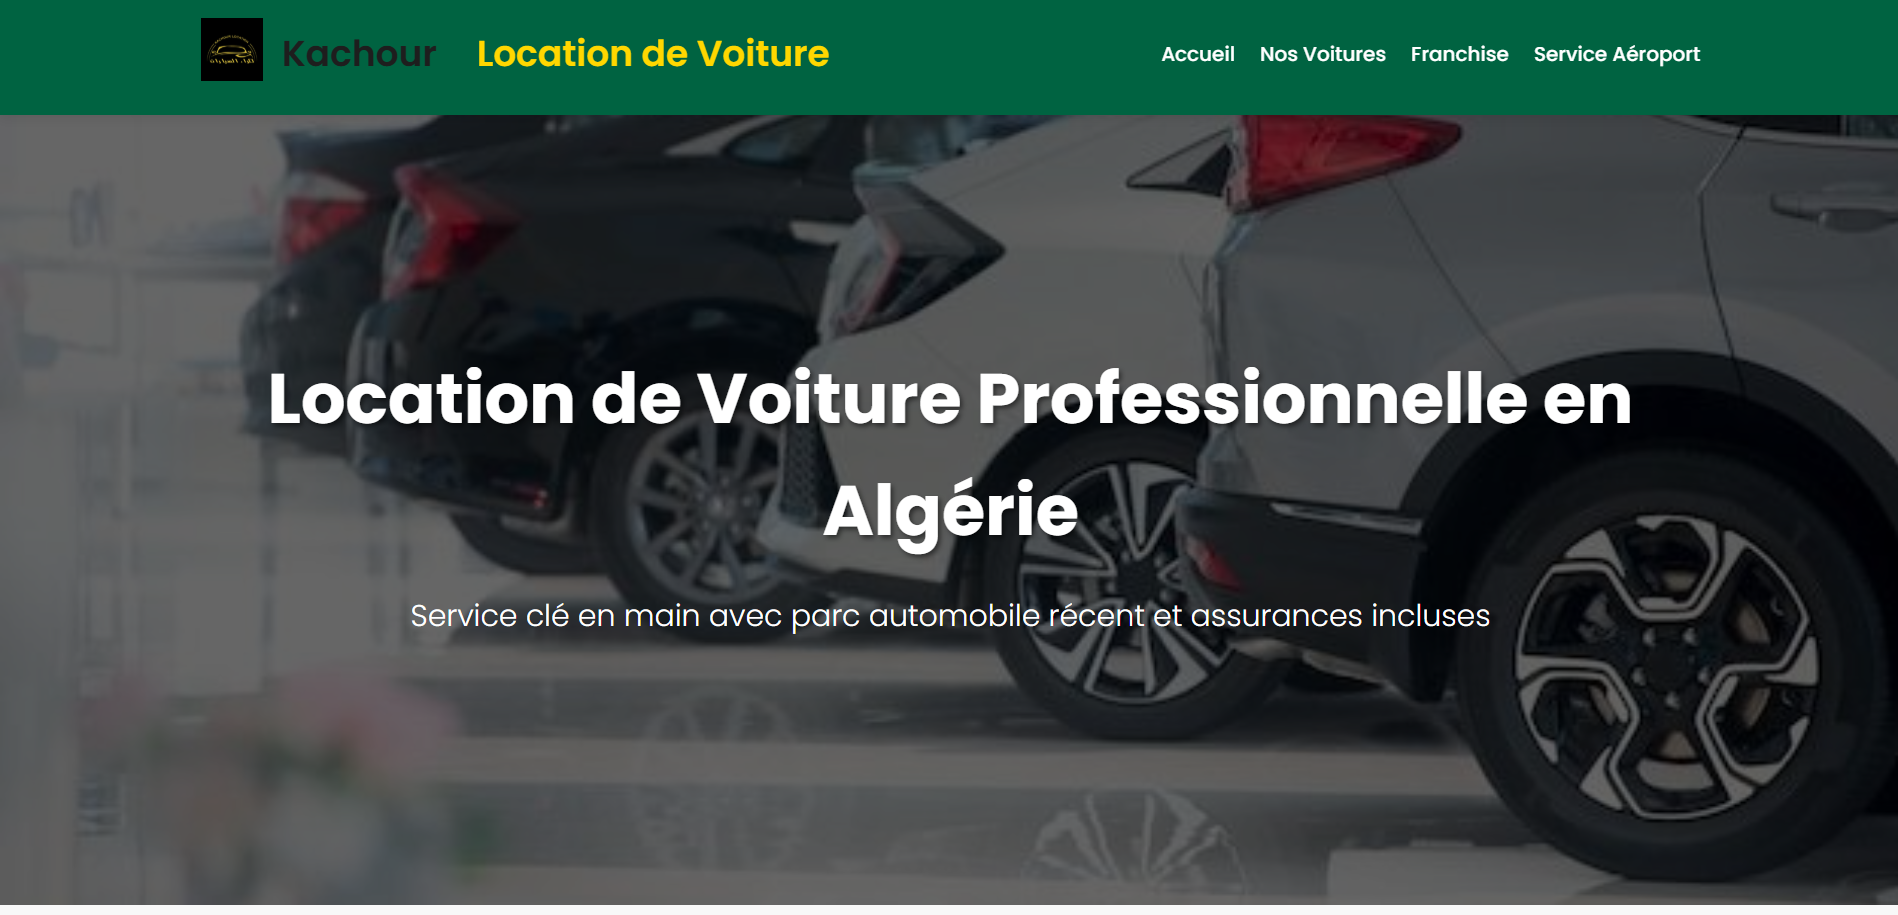 Kachour Location de Voiture
Accueil Nos Voitures Franchise Service Aéroport
Location de Voiture Professionnelle en
Algérie
Service clé en main avec parc automobile récent et assurances incluses